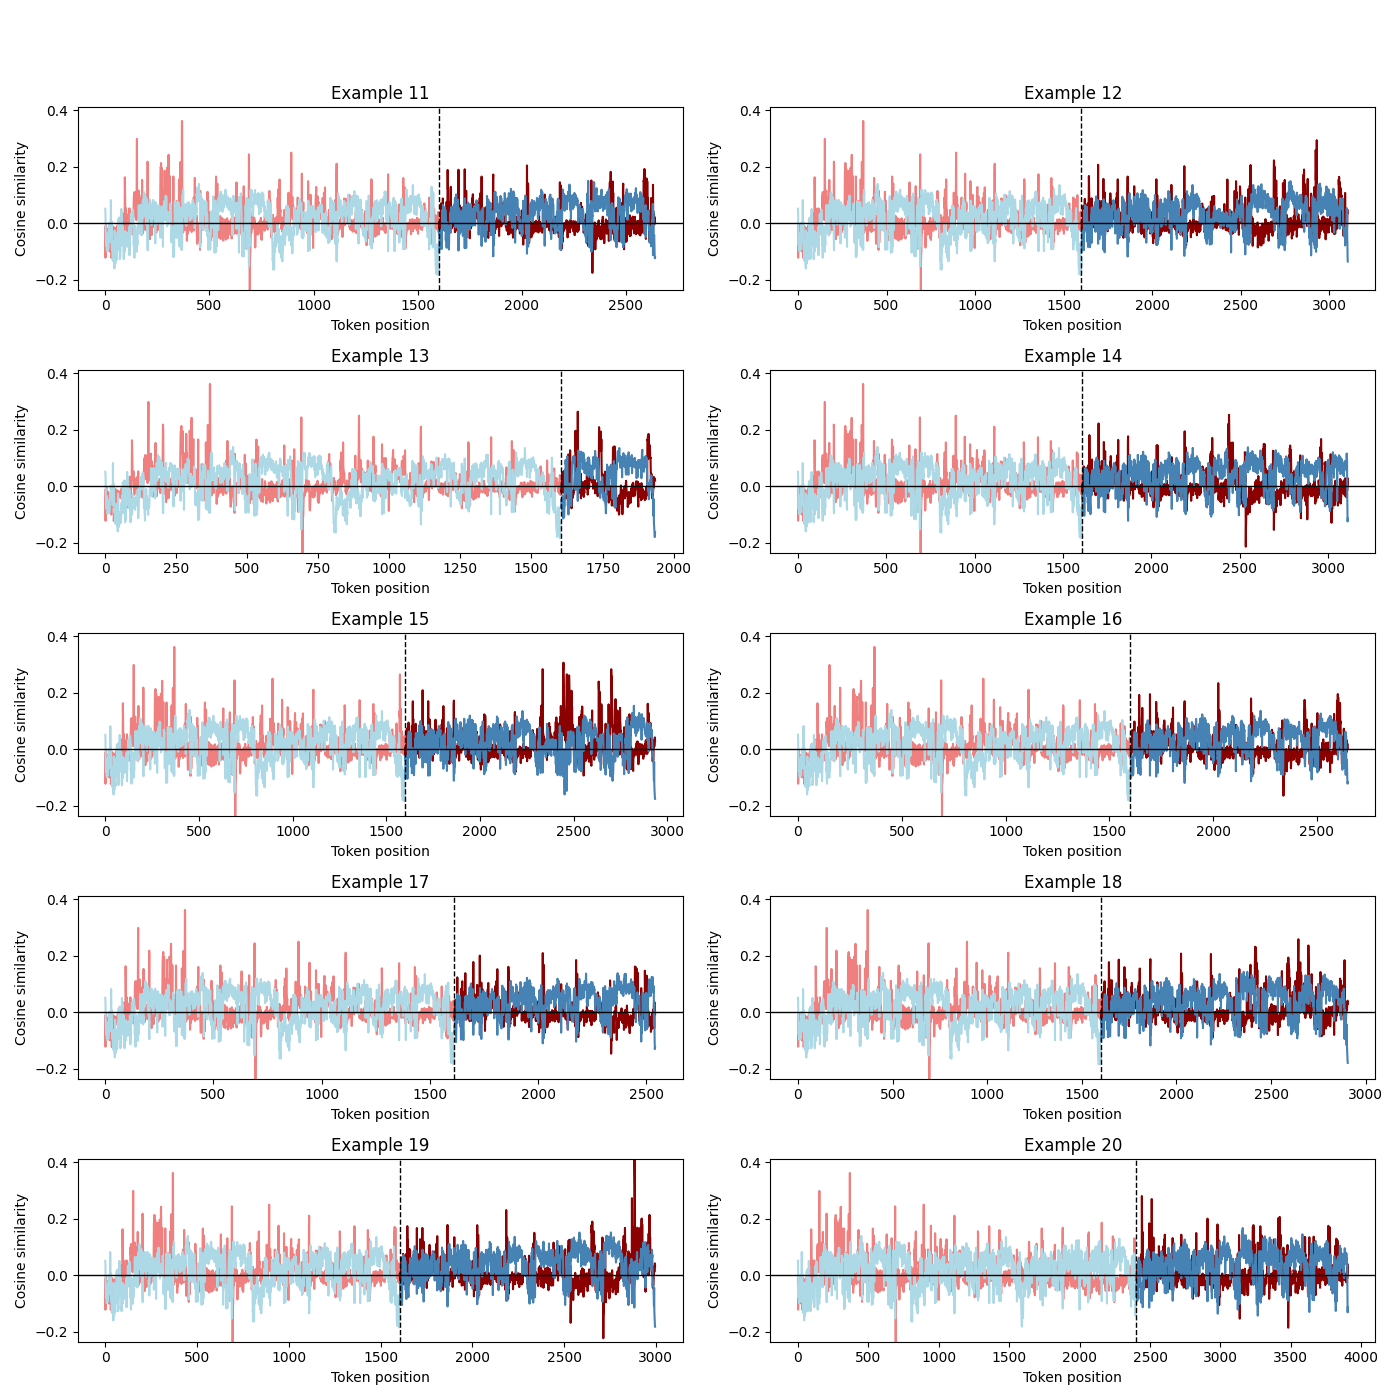 Example 11
0.4
0.2
0.0
−0.2
Cosine similarity
0 500 1000 1500 2000 2500
Token position
Example 12
0.4
0.2
0.0
−0.2
Cosine similarity
0 500 1000 1500 2000 2500 3000
Token position
Example 13
0.4
0.2
0.0
−0.2
Cosine similarity
0 250 500 750 1000 1250 1500 1750 2000
Token position
Example 14
0.4
0.2
0.0
−0.2
Cosine similarity
0 500 1000 1500 2000 2500 3000
Token position
Example 15
0.4
0.2
0.0
−0.2
Cosine similarity
0 500 1000 1500 2000 2500 3000
Token position
Example 16
0.4
0.2
0.0
−0.2
Cosine similarity
0 500 1000 1500 2000 2500
Token position
Example 17
0.4
0.2
0.0
−0.2
Cosine similarity
0 500 1000 1500 2000 2500
Token position
Example 18
0.4
0.2
0.0
−0.2
Cosine similarity
0 500 1000 1500 2000 2500 3000
Token position
Example 19
0.4
0.2
0.0
−0.2
Cosine similarity
0 500 1000 1500 2000 2500 3000
Token position
Example 20
0.4
0.2
0.0
−0.2
Cosine similarity
0 500 1000 1500 2000 2500 3000 3500 4000
Token position